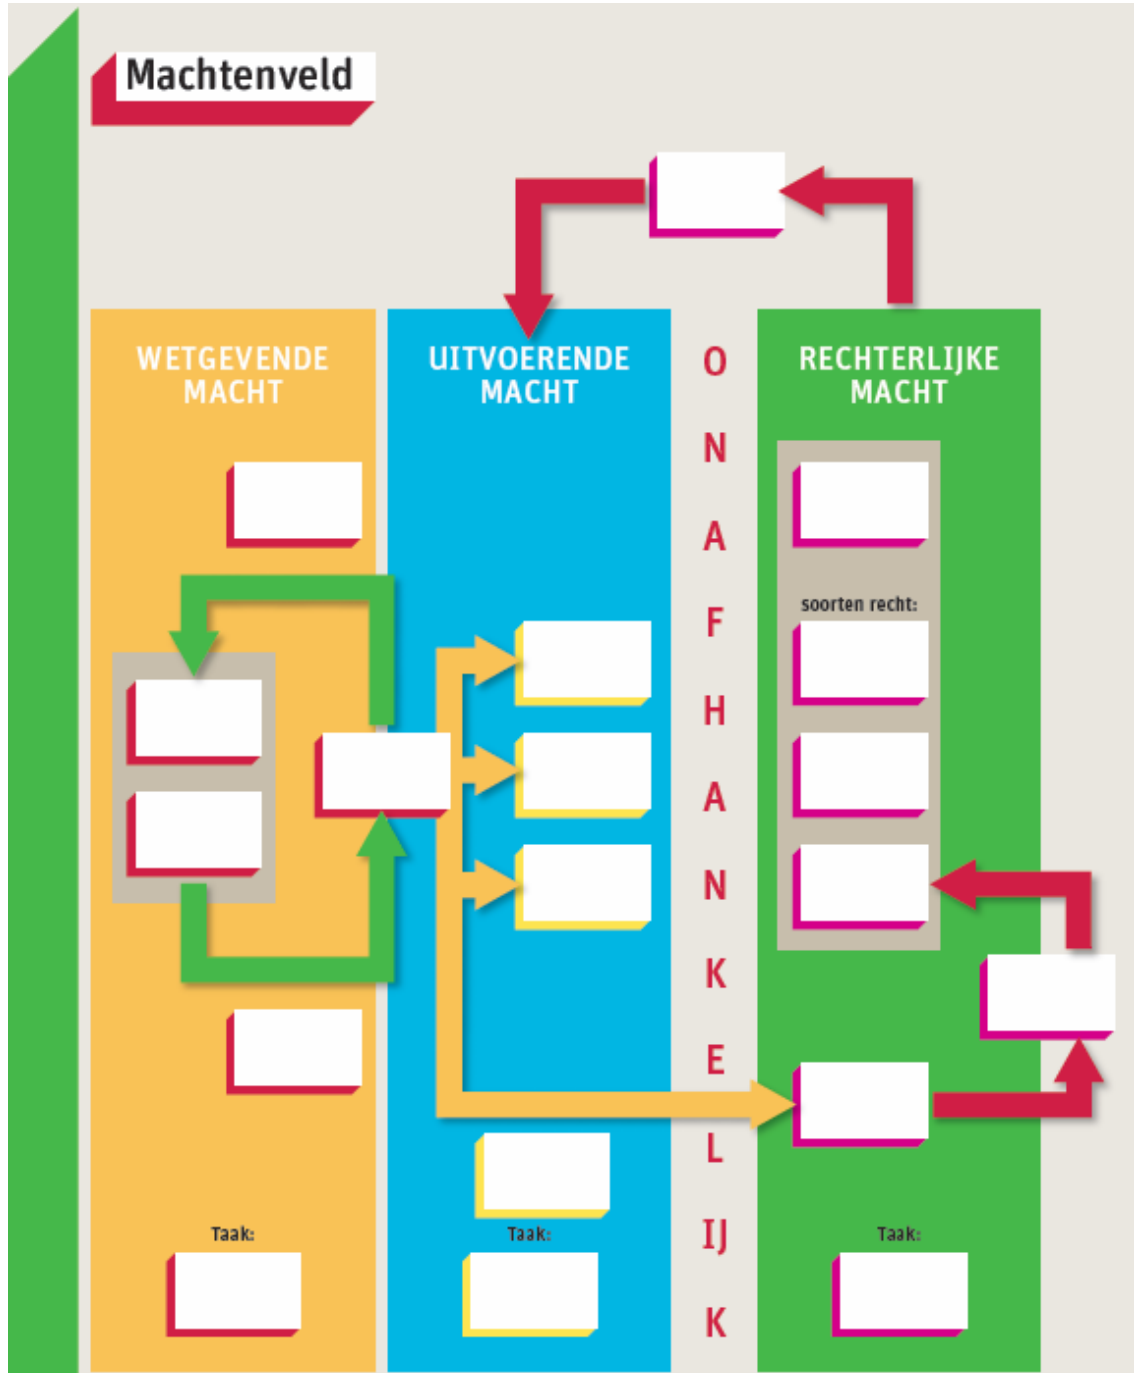 Machtenveld
WETGEVENDE
MACHT
UITVOERENDE
MACHT
O
N
A
F
H
A
N
K
E
L
IJ
K
RECHTERLIJKE
MACHT
soorten recht:
Taak:
Taak:
Taak: